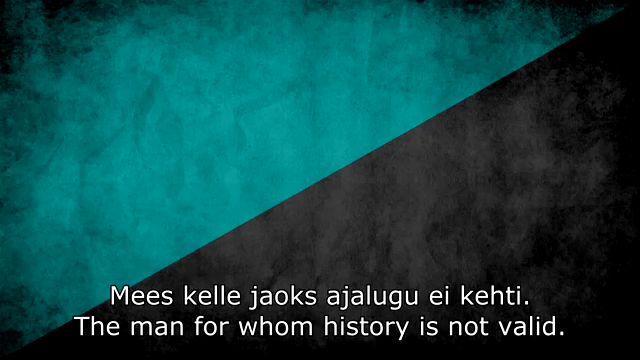 Mees kelle jaoks ajalugu ei kehti.
The man for whom history is not valid.